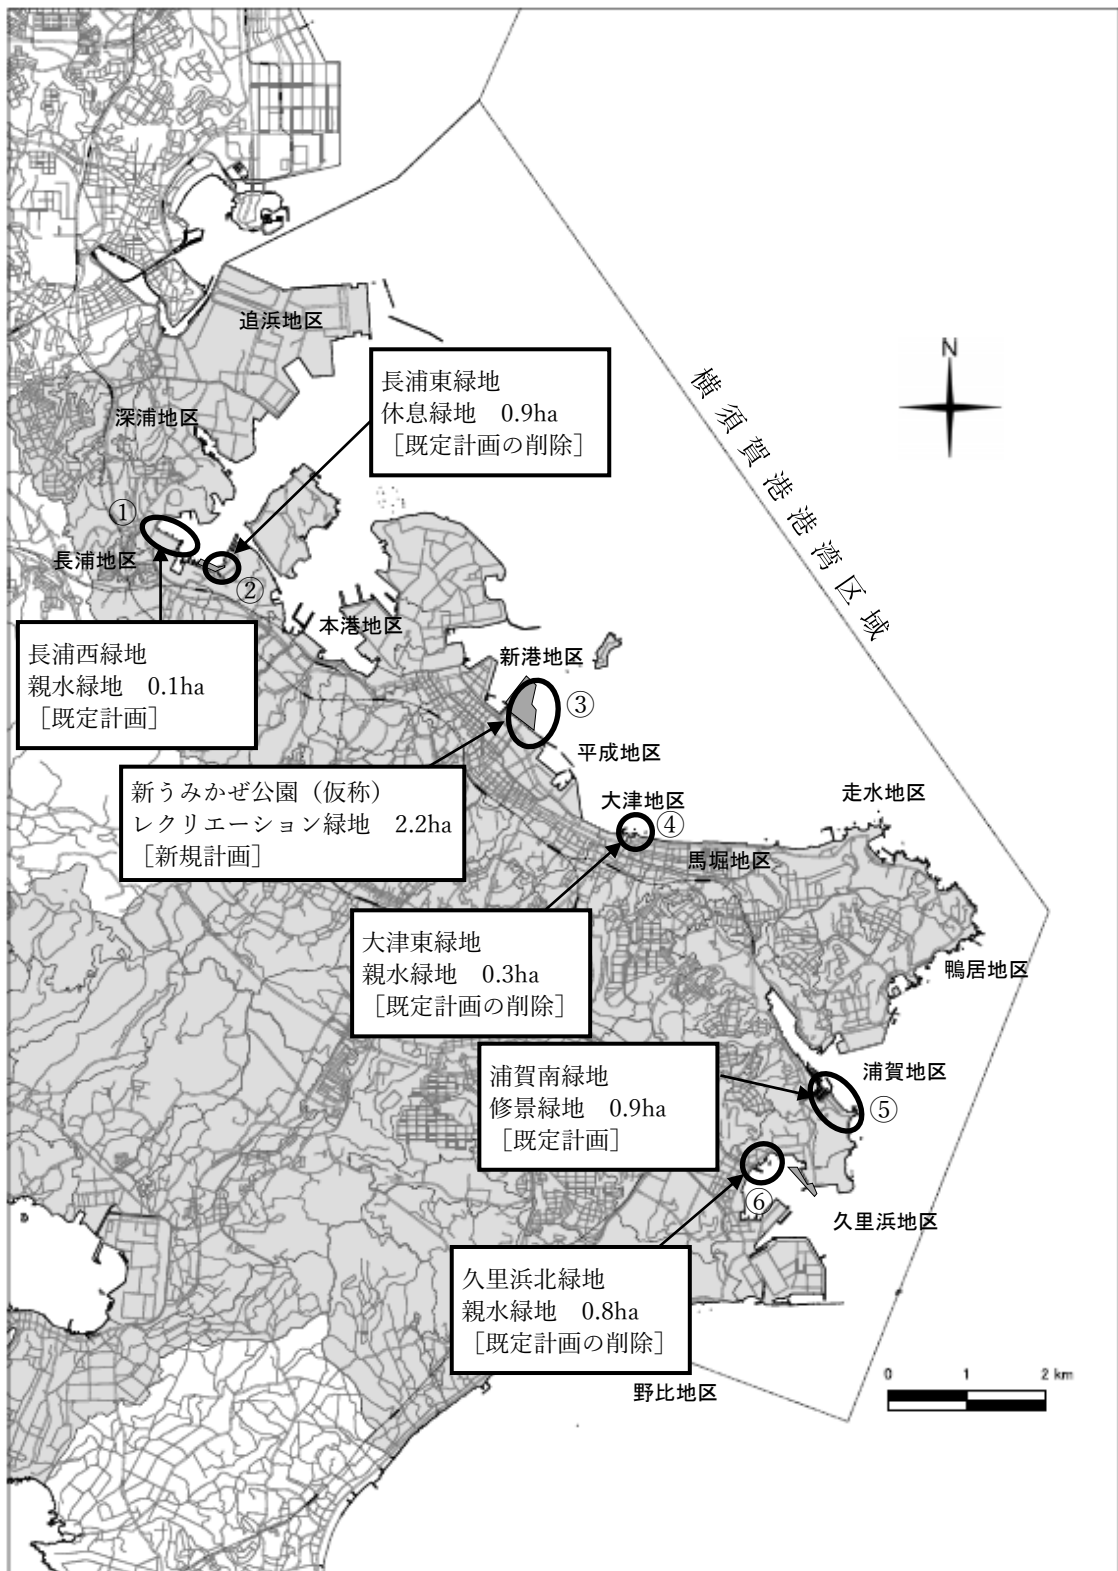 追浜地区
N
長浦東緑地
休息緑地　0.9ha
［既定計画の削除］
横須賀港港湾区域
深浦地区
①
長浦地区
②
本港地区
長浦西緑地
親水緑地　0.1ha
［既定計画］
新港地区
③
平成地区
新うみかぜ公園（仮称）
レクリエーション緑地　2.2ha
［新規計画］
大津地区
④
走水地区
馬堀地区
大津東緑地
親水緑地　0.3ha
［既定計画の削除］
鴨居地区
浦賀南緑地
修景緑地　0.9ha
［既定計画］
浦賀地区
⑤
⑥
久里浜地区
久里浜北緑地
親水緑地　0.8ha
［既定計画の削除］
野比地区
0 1 2 km